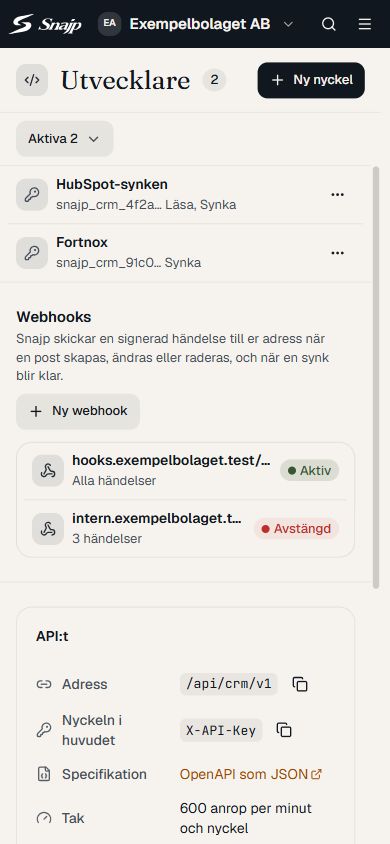 Snajp
EA Exempelbolaget AB
Utvecklare 2
Ny nyckel
Aktiva 2
HubSpot-synken
snajp_crm_4f2a… Läsa, Synka
Fortnox
snajp_crm_91c0… Synka
Webhooks
Snajp skickar en signerad händelse till er adress när
en post skapas, ändras eller raderas, och när en synk
blir klar.
Ny webhook
hooks.exempelbolaget.test/…
Aktiv
Alla händelser
intern.exempelbolaget.t…
Avstängd
3 händelser
API:t
Adress
/api/crm/v1
Nyckeln i
huvudet
X-API-Key
Specifikation
OpenAPI som JSON
Tak
600 anrop per minut
och nyckel